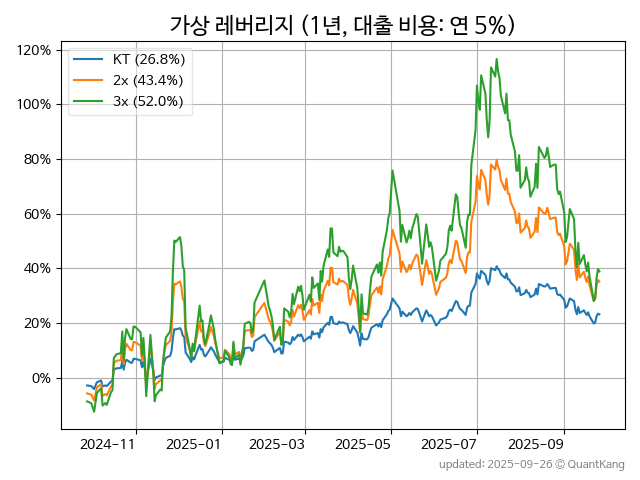 가상 레버리지 (1년, 대출 비용: 연 5%)
120%
100%
80%
60%
40%
20%
0%
KT (26.8%)
2x (43.4%)
3x (52.0%)
2024-11
2025-01
2025-03
2025-05
2025-07
2025-09
updated: 2025-09-26 © QuantKang